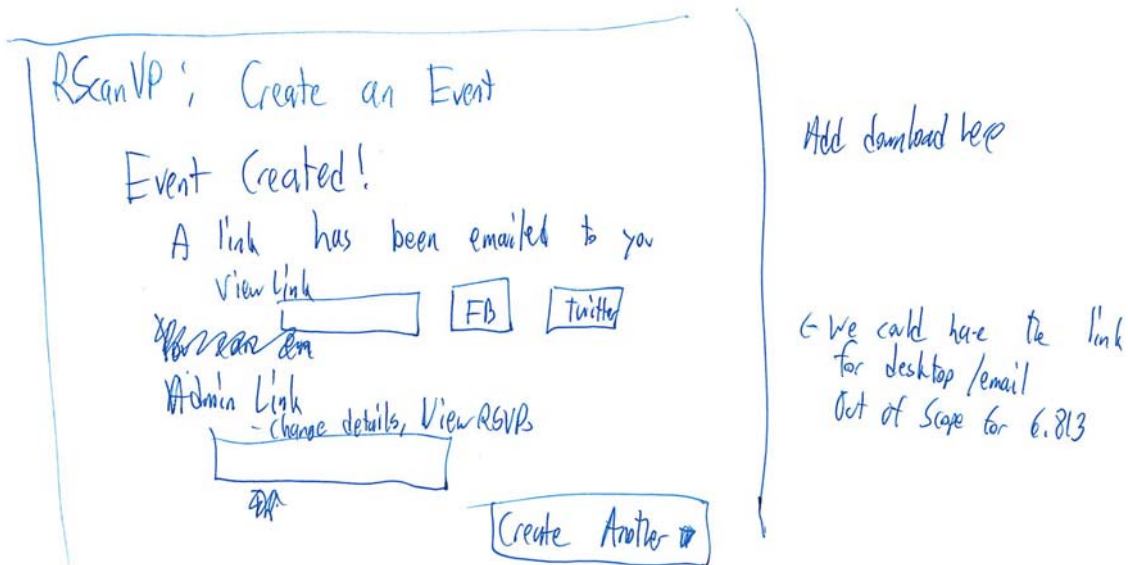 RScanVP: Create an Event
Event Created!
A link has been emailed to you
View Link
FB
Twitter
Admin Link
- Change details, View RSVPs
Create Another
Add download here
← We could have the link
for desktop/email
Out of Scope for 6.813